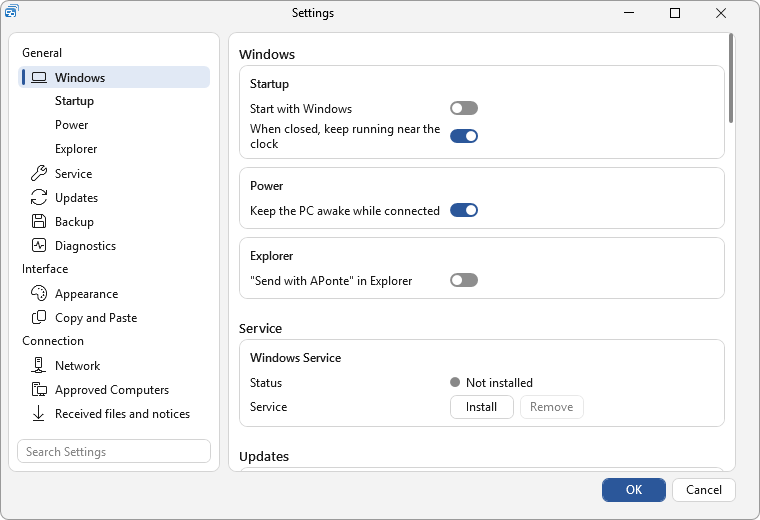 Settings
General
Windows
Startup
Power
Explorer
Service
Updates
Backup
Diagnostics
Interface
Appearance
Copy and Paste
Connection
Network
Approved Computers
Received files and notices
Search Settings
Windows
Startup
Start with Windows
When closed, keep running near the
clock
Power
Keep the PC awake while connected
Explorer
"Send with APonte" in Explorer
Service
Windows Service
Status
Not installed
Service
Install
Remove
Updates
OK
Cancel